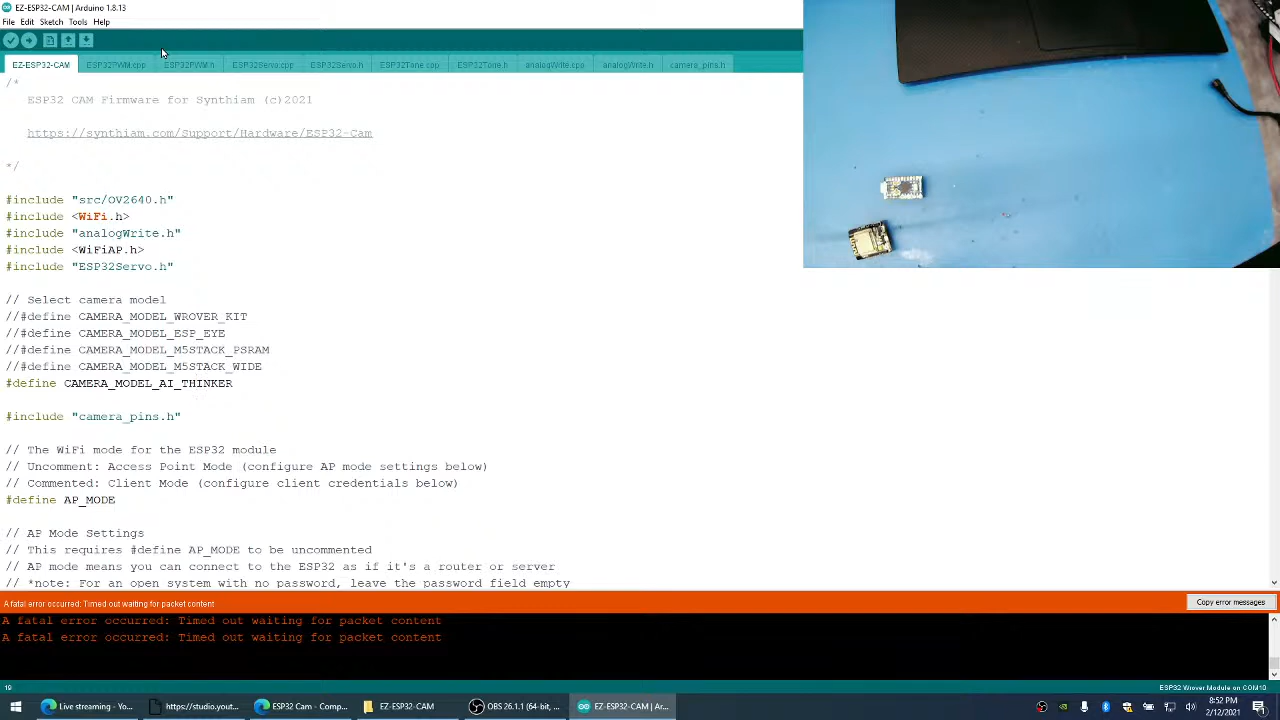 EZ-ESP32-CAM | Arduino 1.8.13
File Edit Sketch Tools Help
EZ-ESP32-CAM ESP32PWM.cpp ESP32PWM.h ESP32Servo.cpp ESP32Servo.h ESP32Tone.cpp ESP32Tone.h analogWrite.cpp analogWrite.h camera_pins.h
/*
ESP32 CAM Firmware for Synthiam (c)2021
https://synthiam.com/Support/Hardware/ESP32-Cam
*/
#include "src/OV2640.h"
#include <WiFi.h>
#include "analogWrite.h"
#include <WiFiAP.h>
#include "ESP32Servo.h"
// Select camera model
//#define CAMERA_MODEL_WROVER_KIT
//#define CAMERA_MODEL_ESP_EYE
//#define CAMERA_MODEL_M5STACK_PSRAM
//#define CAMERA_MODEL_M5STACK_WIDE
#define CAMERA_MODEL_AI_THINKER
#include "camera_pins.h"
// The WiFi mode for the ESP32 module
// Uncomment: Access Point Mode (configure AP mode settings below)
// Commented: Client Mode (configure client credentials below)
#define AP_MODE
// AP Mode Settings
// This requires #define AP_MODE to be uncommented
// AP mode means you can connect to the ESP32 as if it's a router or server
// *note: For an open system with no password, leave the password field empty
A fatal error occurred: Timed out waiting for packet content
Copy error messages
A fatal error occurred: Timed out waiting for packet content
A fatal error occurred: Timed out waiting for packet content
19
ESP32 Wrover Module on COM10
Live streaming - Yo... https://studio.yout... ESP32 Cam - Comp... EZ-ESP32-CAM OBS 26.1.1 (64-bit, ... EZ-ESP32-CAM | Ar...
8:52 PM
2/12/2021